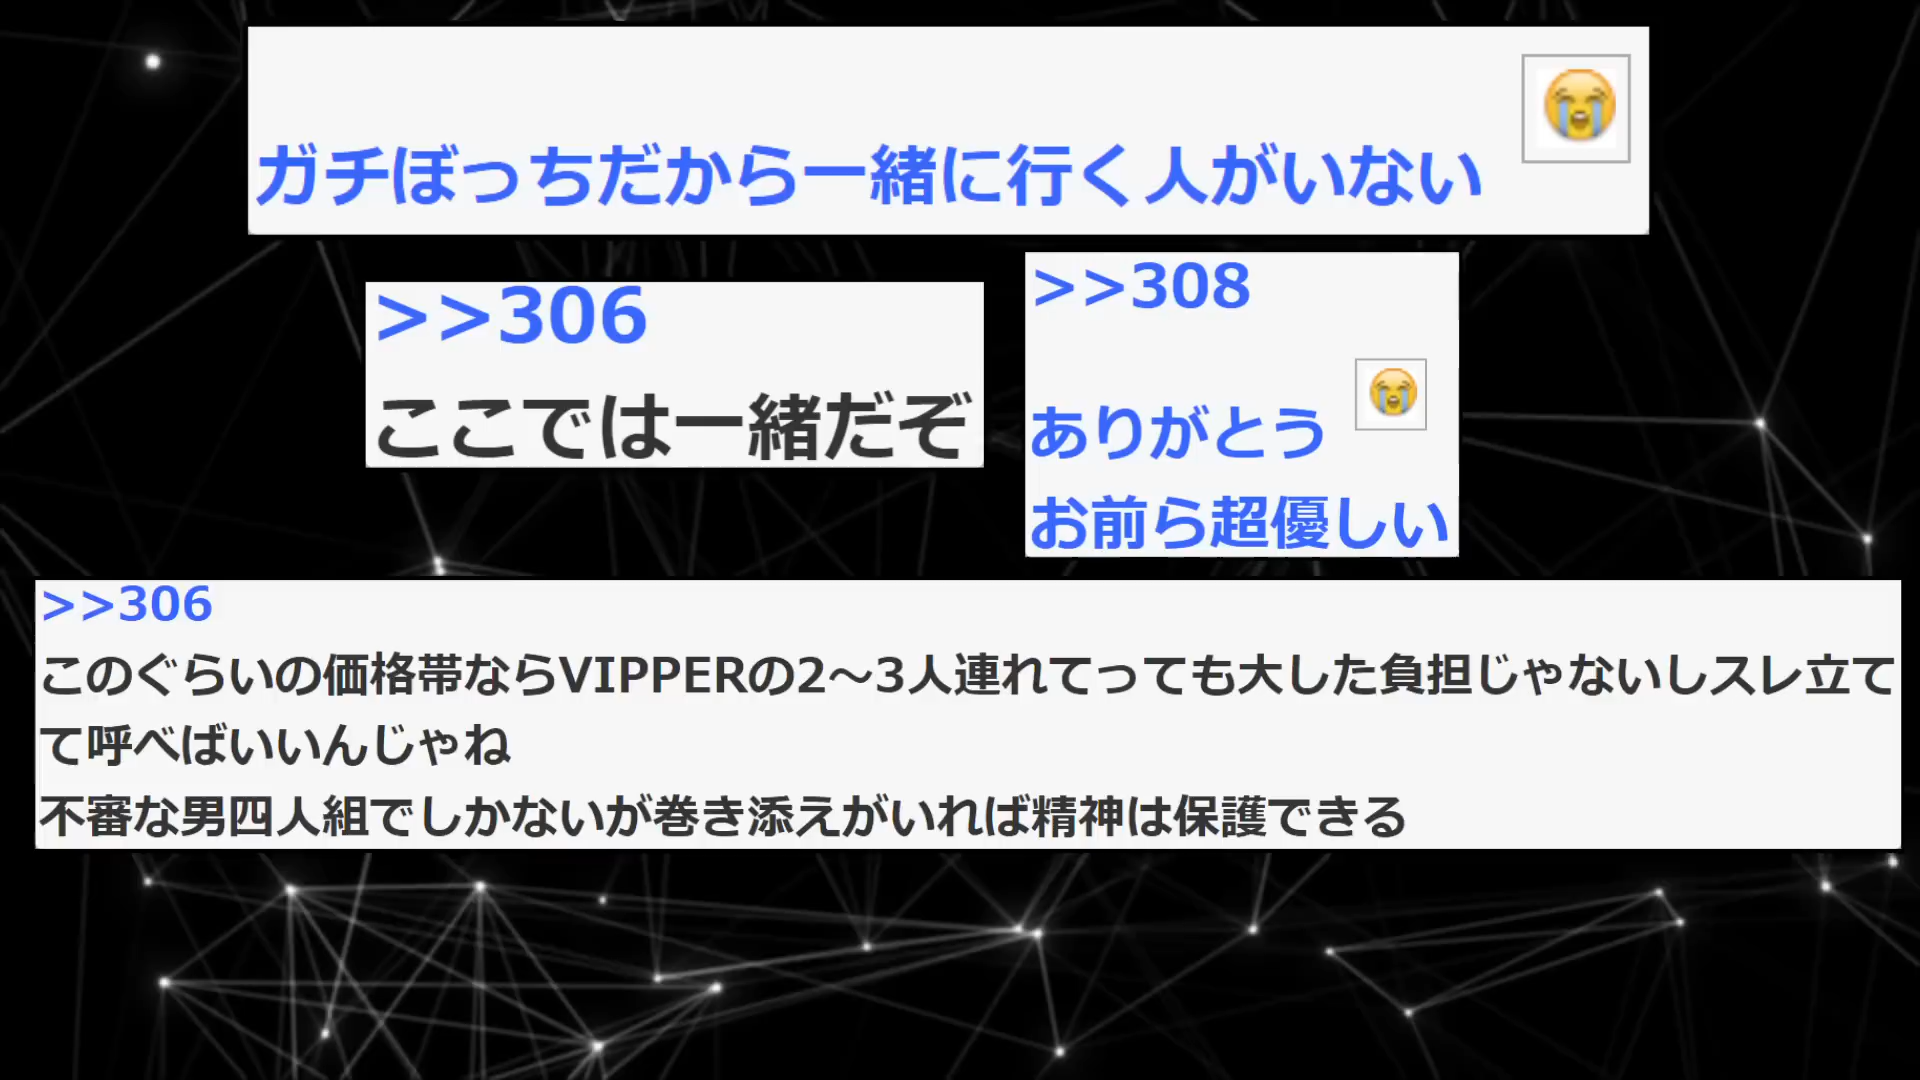 ガチぼっちだから一緒に行く人がいない😭
>>306
ここでは一緒だぞ
>>308
ありがとう😭
お前ら超優しい
>>306
このぐらいの価格帯ならVIPPERの2〜3人連れてっても大した負担じゃないしスレ立て
て呼べばいいんじゃね
不審な男四人組でしかないが巻き添えがいれば精神は保護できる